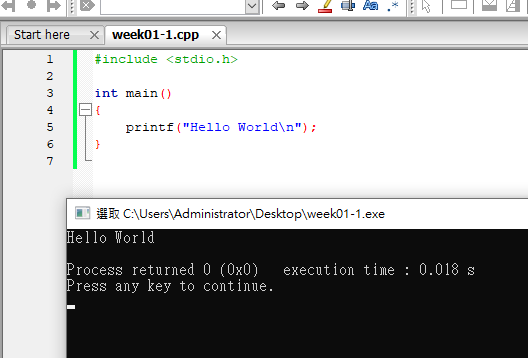 Start here
week01-1.cpp
1 #include <stdio.h>
2
3 int main()
4 {
5 printf("Hello World\n");
6 }
7
選取 C:\Users\Administrator\Desktop\week01-1.exe
Hello World
Process returned 0 (0x0)   execution time : 0.018 s
Press any key to continue.